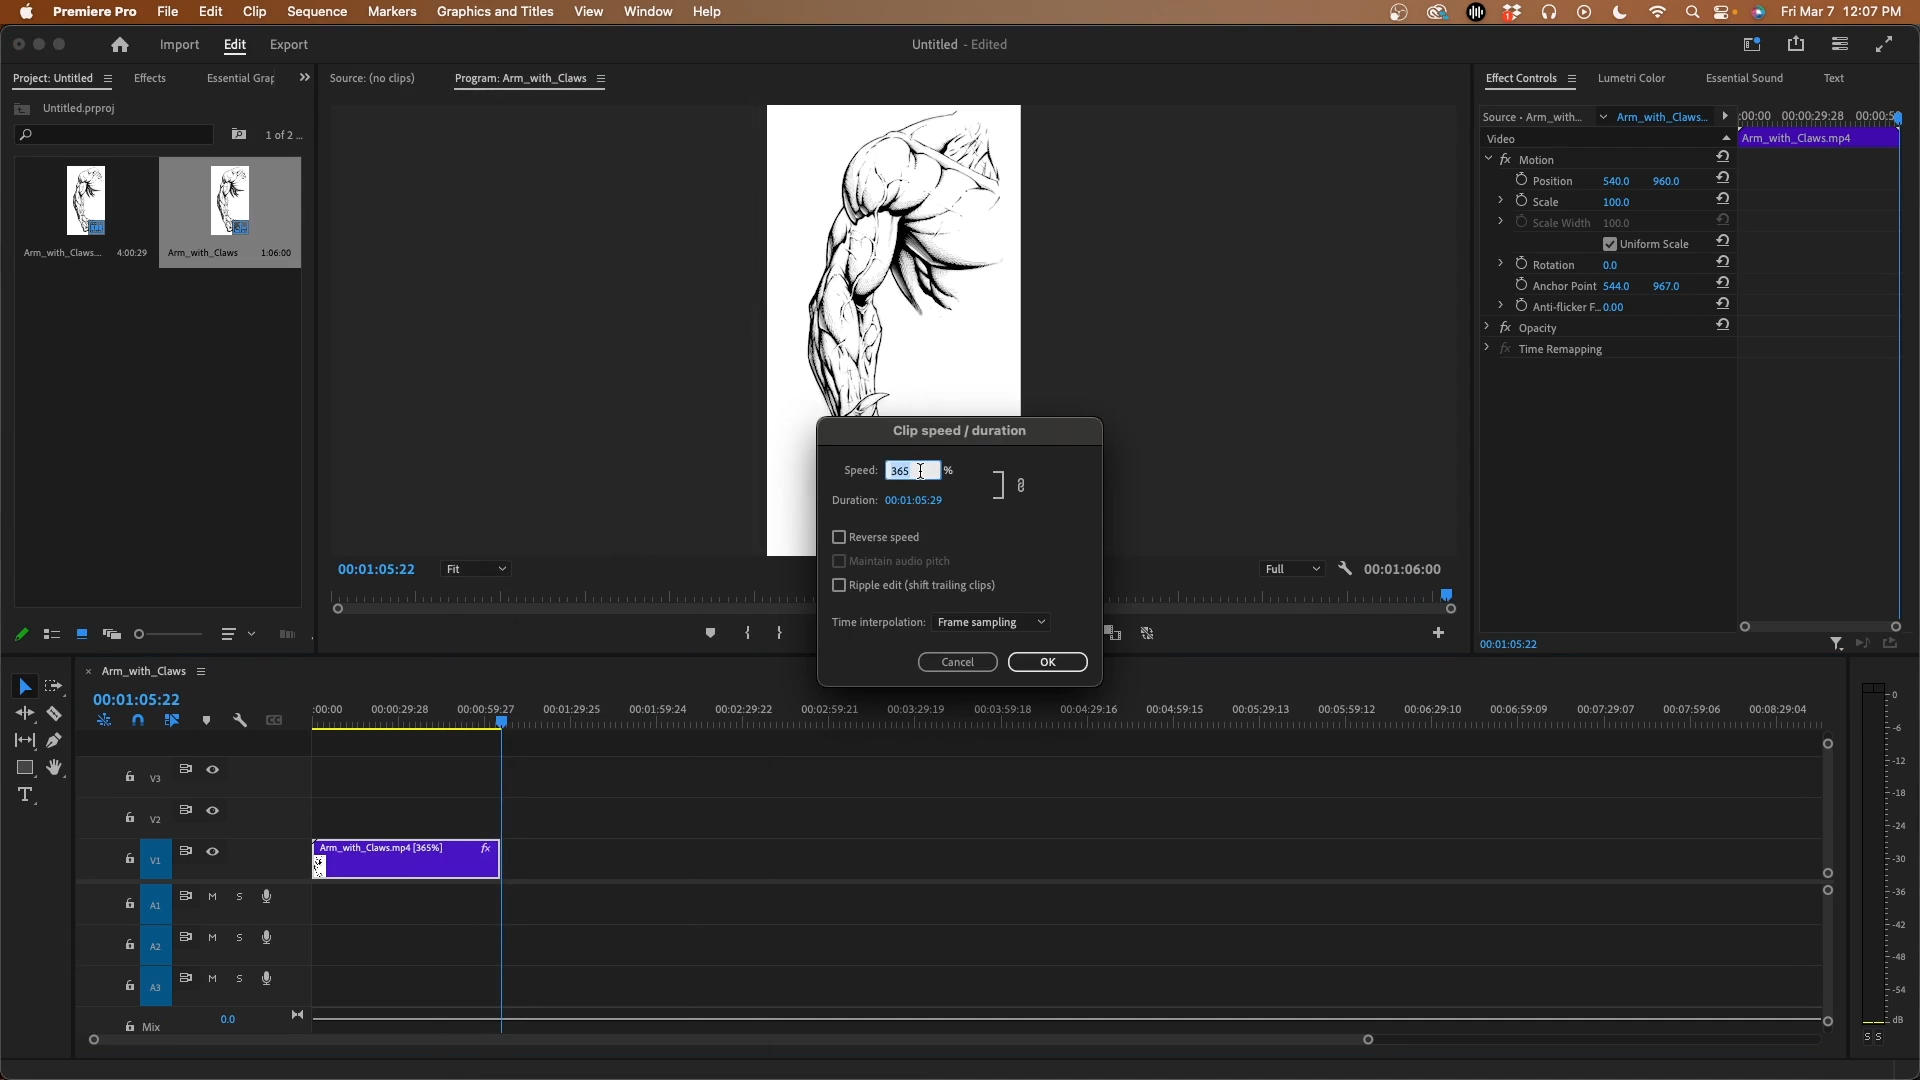 Premiere Pro File Edit Clip Sequence Markers Graphics and Titles View Window Help Fri Mar 7 12:07 PM
Import Edit Export Untitled - Edited
Project: Untitled Effects Essential Grap Source: (no clips) Program: Arm_with_Claws Effect Controls Lumetri Color Essential Sound Text
Untitled.prproj
1 of 2 ...
Arm_with_Claws... 4:00:29 Arm_with_Claws 1:06:00
Source · Arm_with... Arm_with_Claws... :00:00 00:00:29:28 00:00:59
Video Arm_with_Claws.mp4
fx Motion
Position 540.0 960.0
Scale 100.0
Scale Width 100.0
Uniform Scale
Rotation 0.0
Anchor Point 544.0 967.0
Anti-flicker F... 0.00
fx Opacity
fx Time Remapping
Clip speed / duration
Speed: 365 %
Duration: 00:01:05:29
Reverse speed
Maintain audio pitch
Ripple edit (shift trailing clips)
Time interpolation: Frame sampling
Cancel OK
00:01:05:22 Fit Full 00:01:06:00
00:01:05:22
× Arm_with_Claws
00:01:05:22
:00:00 00:00:29:28 00:00:59:27 00:01:29:25 00:01:59:24 00:02:29:22 00:02:59:21 00:03:29:19 00:03:59:18 00:04:29:16 00:04:59:15 00:05:29:13 00:05:59:12 00:06:29:10 00:06:59:09 00:07:29:07 00:07:59:06 00:08:29:04
CC
V3
V2
V1 Arm_with_Claws.mp4 [365%] fx
A1 M S
A2 M S
A3 M S
Mix 0.0
T
0
-6
-12
-18
-24
-30
-36
-42
-48
-54
dB
S S